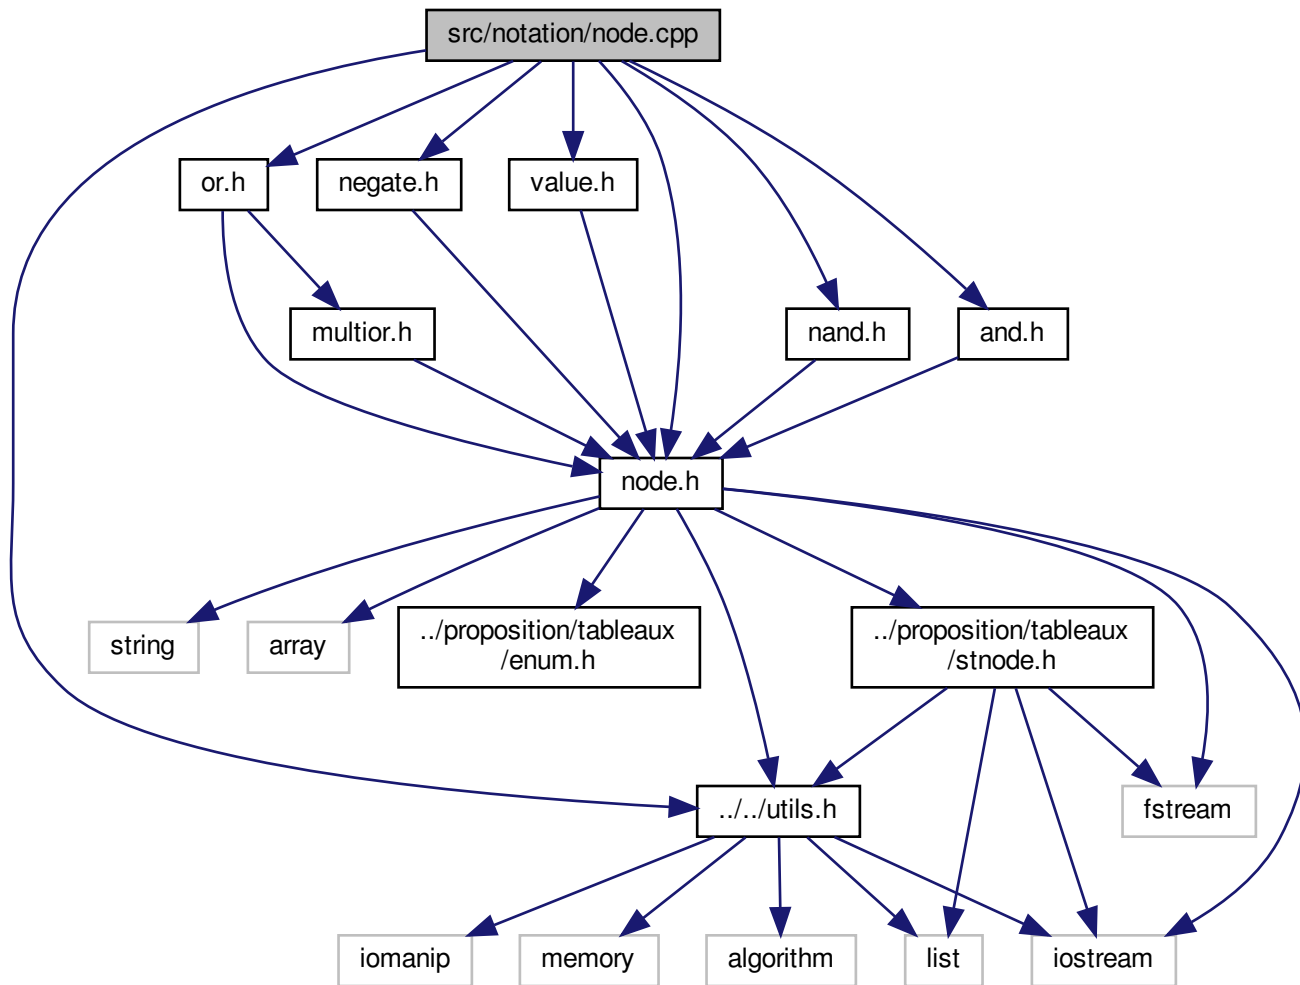 src/notation/node.cpp
or.h
negate.h
value.h
multior.h
nand.h
and.h
node.h
string
array
../proposition/tableaux
/enum.h
../proposition/tableaux
/stnode.h
../../utils.h
fstream
iomanip
memory
algorithm
list
iostream